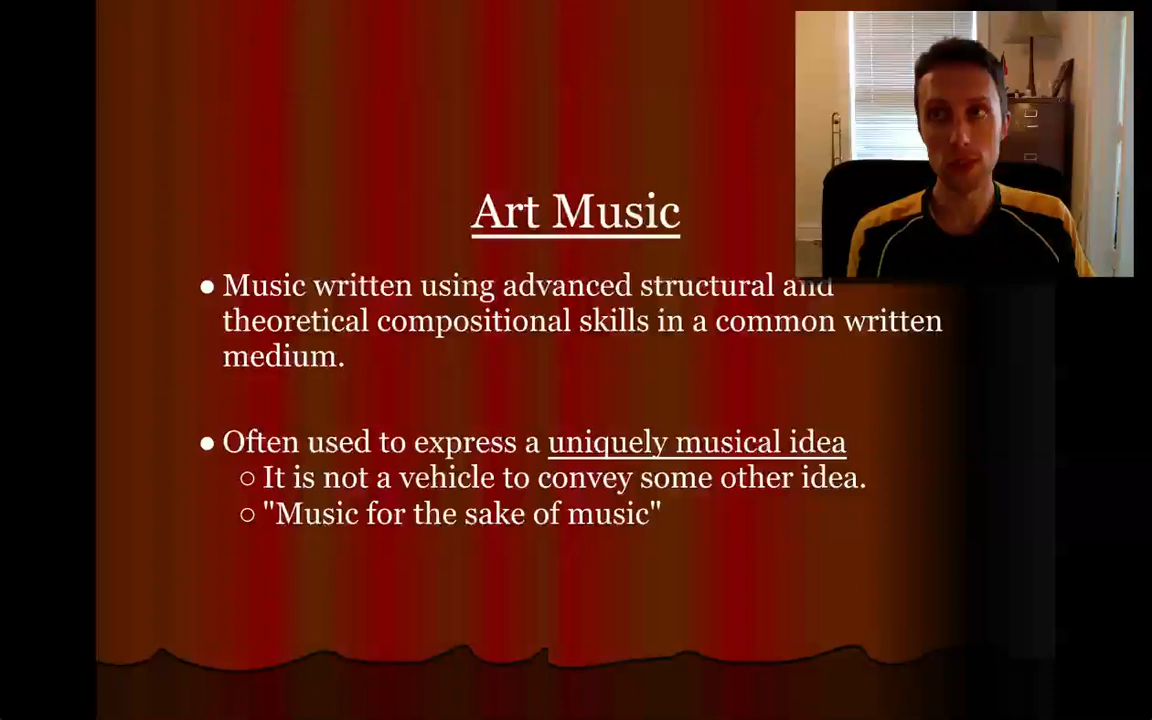 Art Music
● Music written using advanced structural and
theoretical compositional skills in a common written
medium.
● Often used to express a uniquely musical idea
○ It is not a vehicle to convey some other idea.
○ "Music for the sake of music"